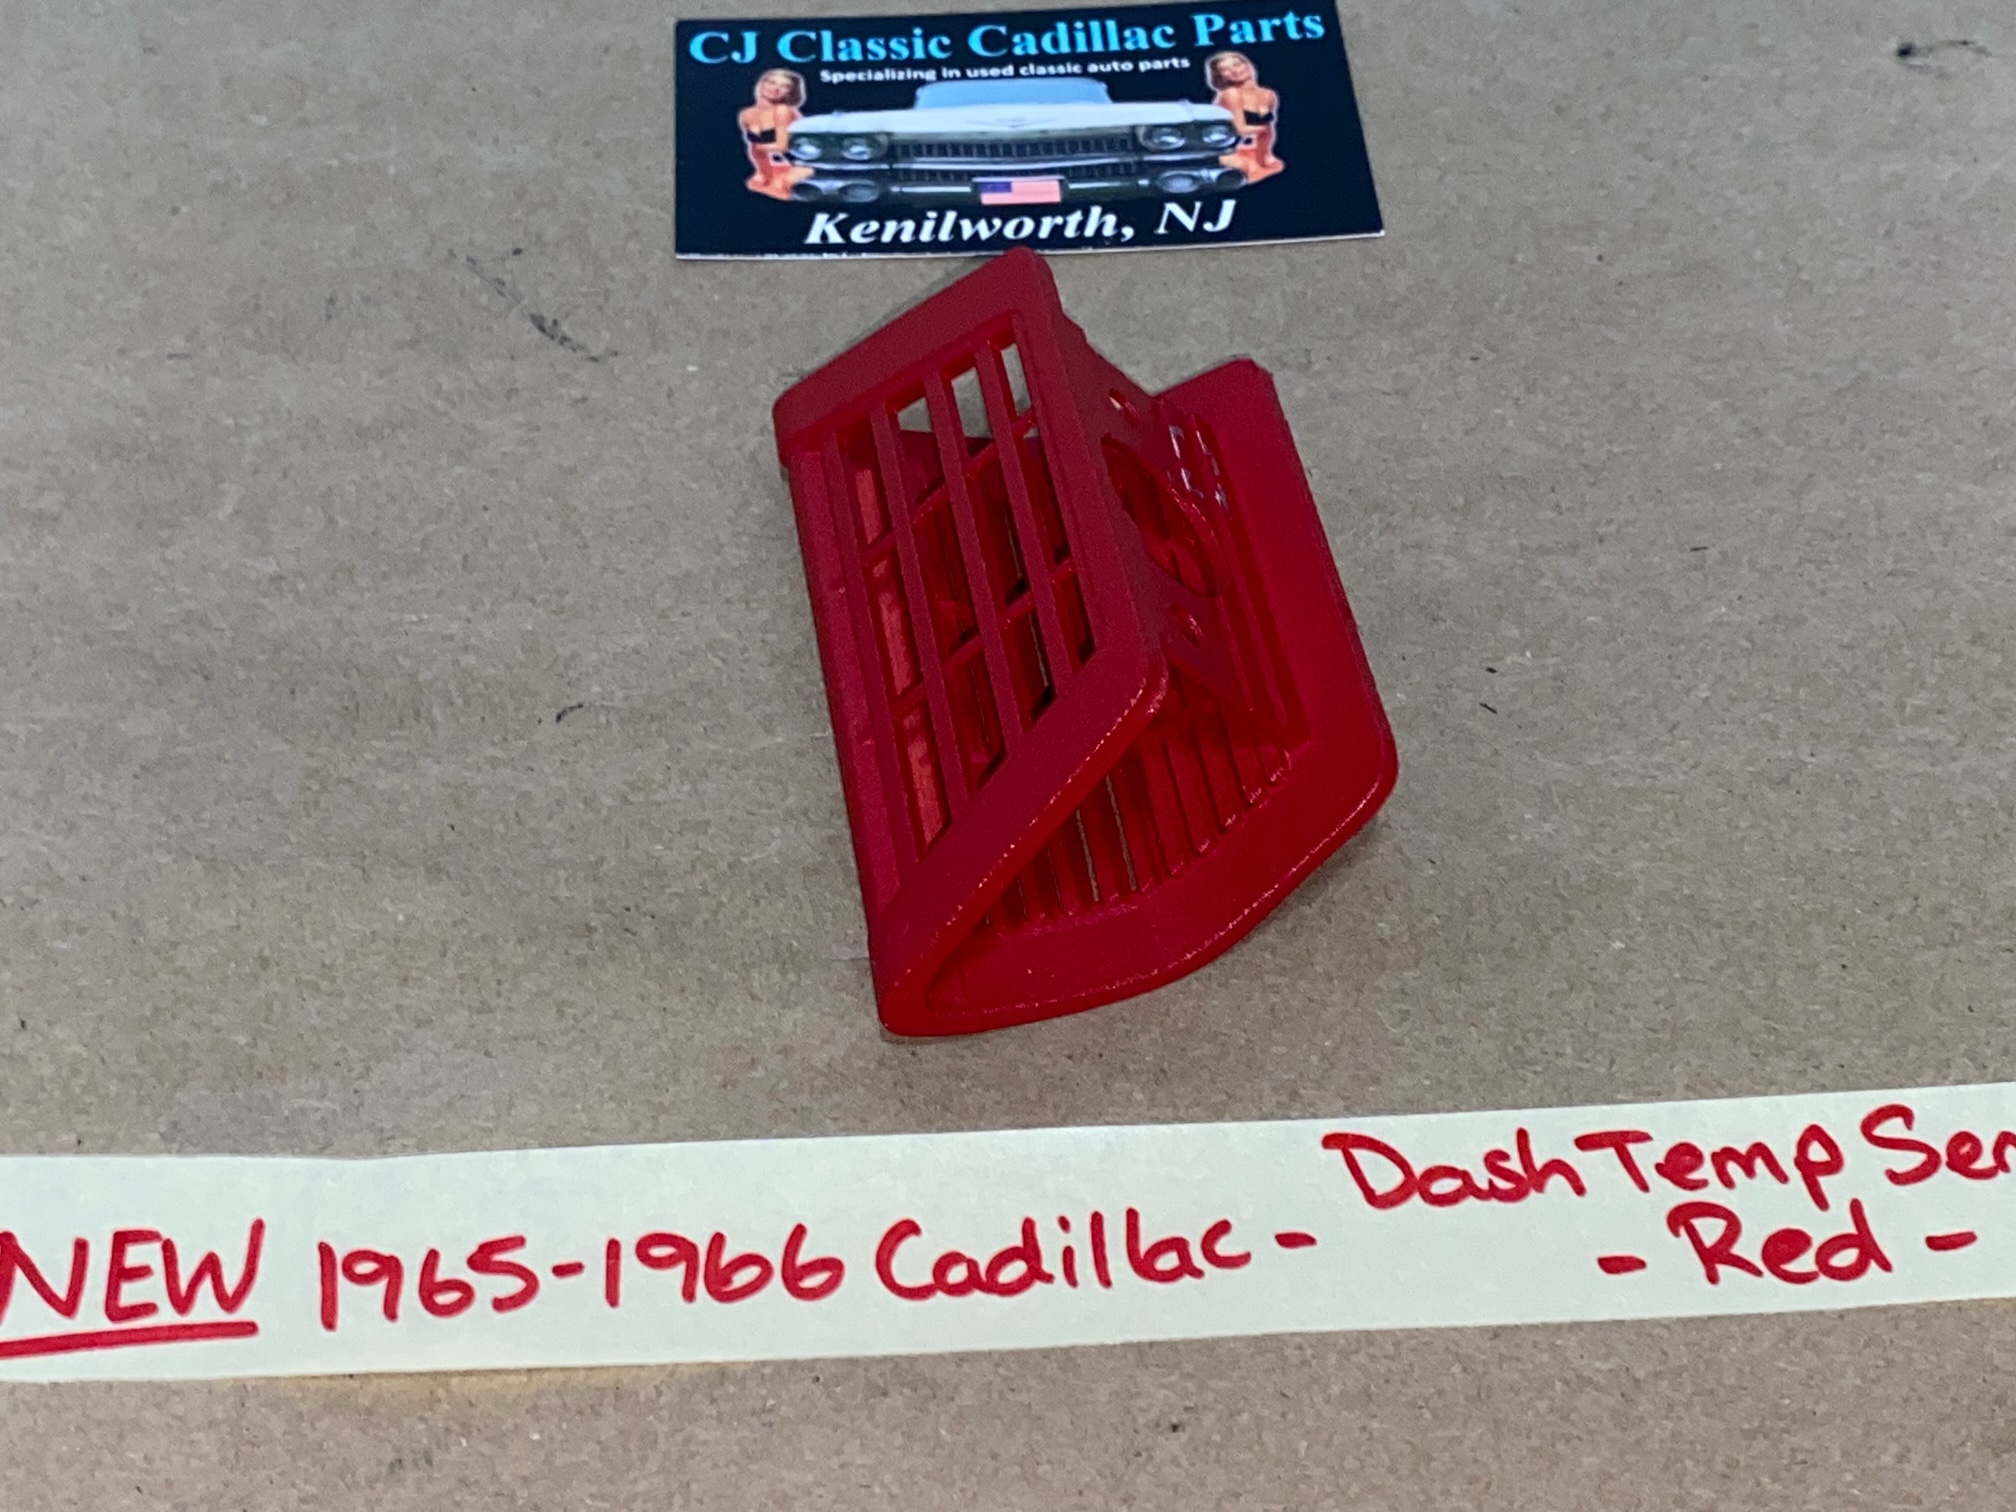 CJ Classic Cadillac Parts
Specializing in used classic auto parts
Kenilworth, NJ
NEW 1965-1966 Cadillac - Dash Temp Sen
- Red -